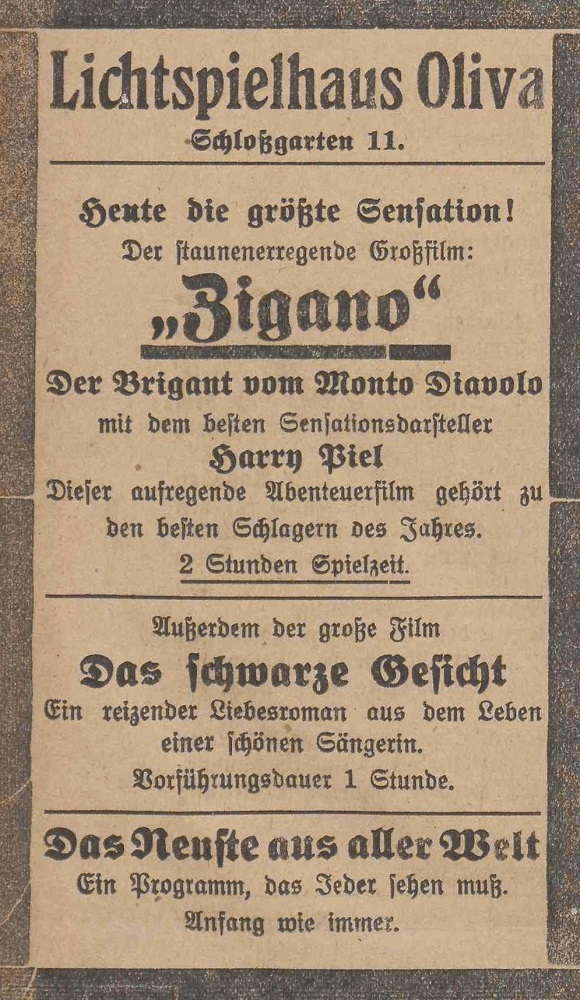 Lichtspielhaus Oliva
Schloßgarten 11.
Heute die größte Sensation!
Der staunenerregende Großfilm:
„Zigano“
Der Brigant vom Monto Diavolo
mit dem besten Sensationsdarsteller
Harry Piel
Dieser aufregende Abenteuerfilm gehört zu
den besten Schlagern des Jahres.
2 Stunden Spielzeit.
Außerdem der große Film
Das schwarze Gesicht
Ein reizender Liebesroman aus dem Leben
einer schönen Sängerin.
Vorführungsdauer 1 Stunde.
Das Neuste aus aller Welt
Ein Programm, das Jeder sehen muß.
Anfang wie immer.